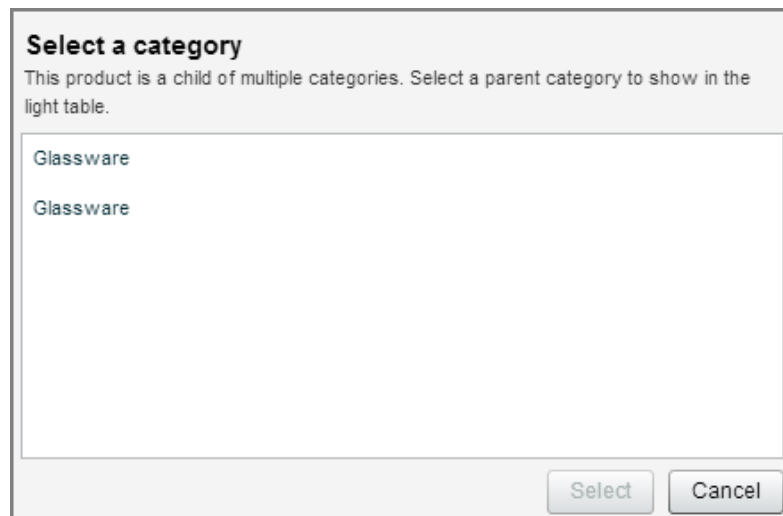 Select a category
This product is a child of multiple categories. Select a parent category to show in the
light table.
Glassware
Glassware
Select
Cancel